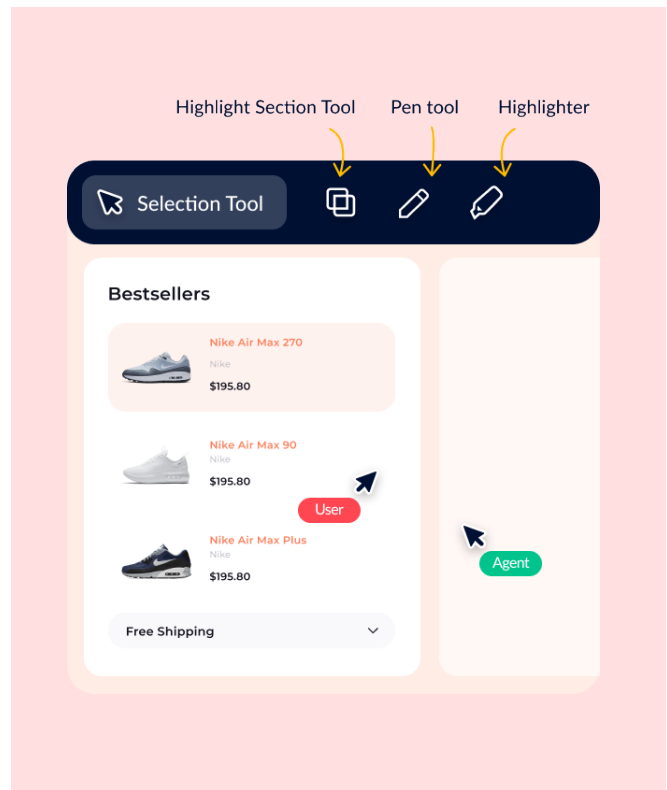 Highlight Section Tool Pen tool Highlighter
Selection Tool
Bestsellers
Nike Air Max 270
Nike
$195.80
Nike Air Max 90
Nike
$195.80
User
Nike Air Max Plus
Nike
$195.80
Agent
Free Shipping